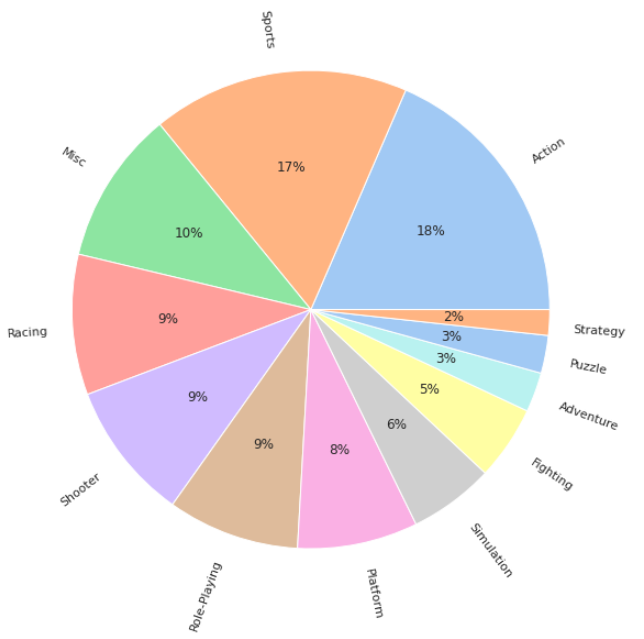 Sports
Action
17%
18%
Misc
10%
Racing
9%
2%
Strategy
3%
Puzzle
3%
Adventure
9%
5%
Shooter
Fighting
9%
8%
6%
Simulation
Role-Playing
Platform